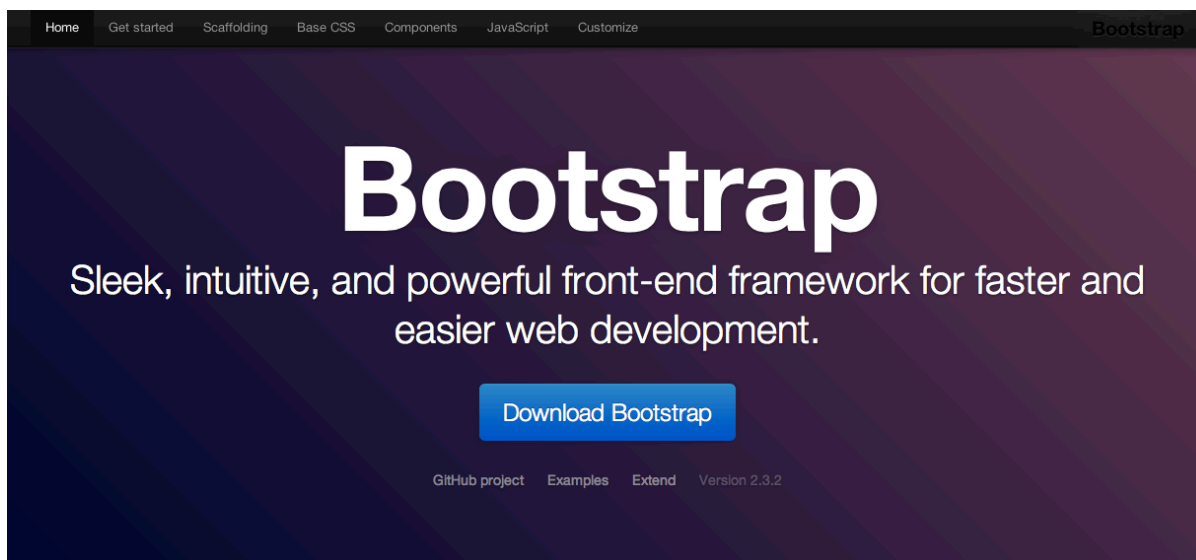 Home Get started Scaffolding Base CSS Components JavaScript Customize Bootstrap
Bootstrap
Sleek, intuitive, and powerful front-end framework for faster and
easier web development.
Download Bootstrap
GitHub project Examples Extend Version 2.3.2